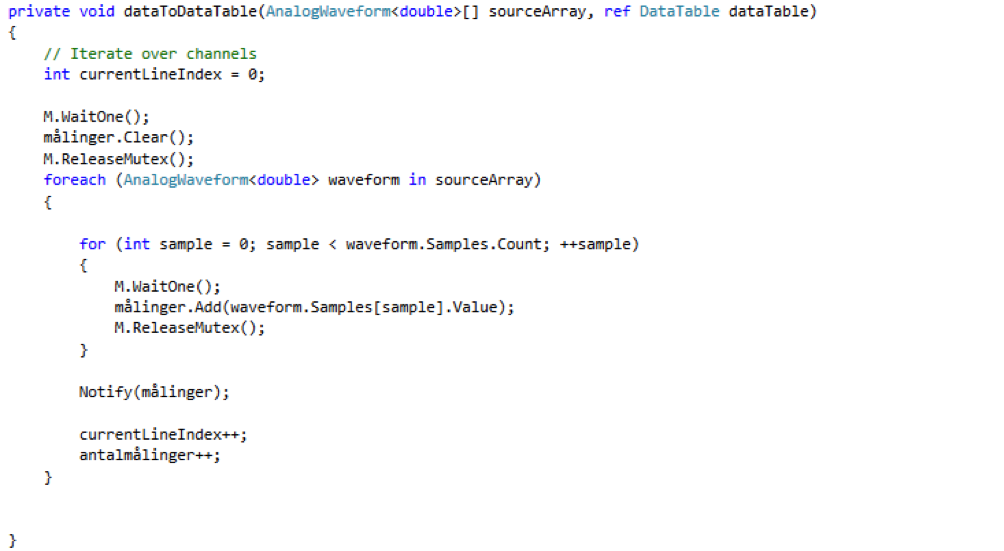 private void dataToDataTable(AnalogWaveform<double>[] sourceArray, ref DataTable dataTable)
{
// Iterate over channels
int currentLineIndex = 0;
M.WaitOne();
målinger.Clear();
M.ReleaseMutex();
foreach (AnalogWaveform<double> waveform in sourceArray)
{
for (int sample = 0; sample < waveform.Samples.Count; ++sample)
{
M.WaitOne();
målinger.Add(waveform.Samples[sample].Value);
M.ReleaseMutex();
}
Notify(målinger);
currentLineIndex++;
antalmålinger++;
}
}